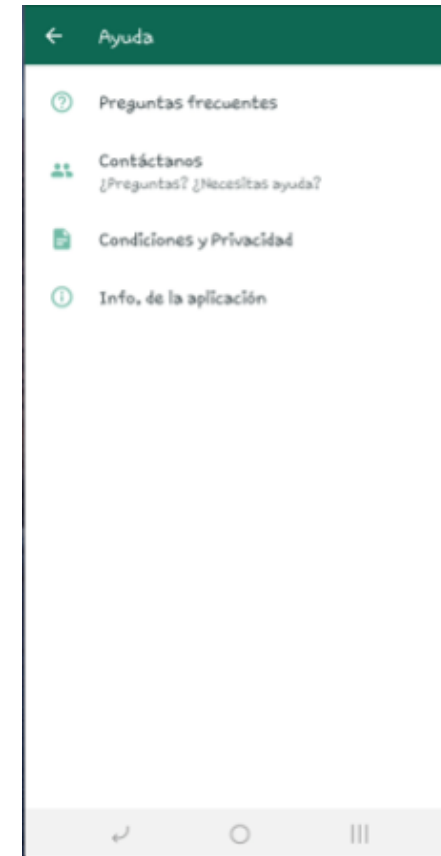 Ayuda
Preguntas frecuentes
Contáctanos
¿Preguntas? ¿Necesitas ayuda?
Condiciones y Privacidad
Info. de la aplicación